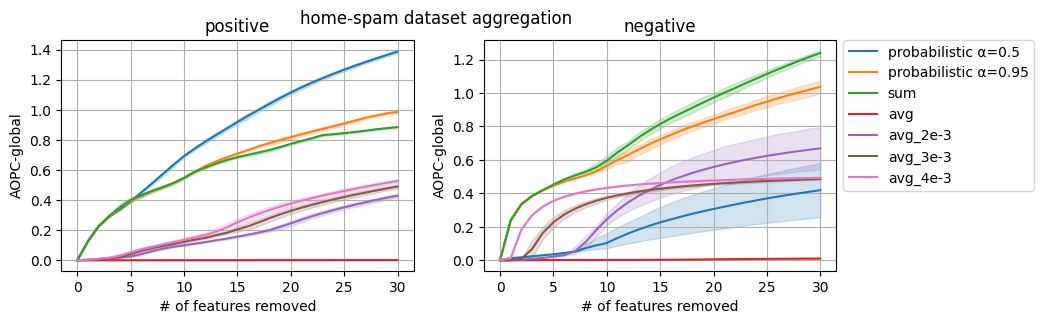 home-spam dataset aggregation
positive
AOPC-global
1.4
1.2
1.0
0.8
0.6
0.4
0.2
0.0
0 5 10 15 20 25 30
# of features removed
negative
AOPC-global
1.2
1.0
0.8
0.6
0.4
0.2
0.0
0 5 10 15 20 25 30
# of features removed
probabilistic α=0.5
probabilistic α=0.95
sum
avg
avg_2e-3
avg_3e-3
avg_4e-3